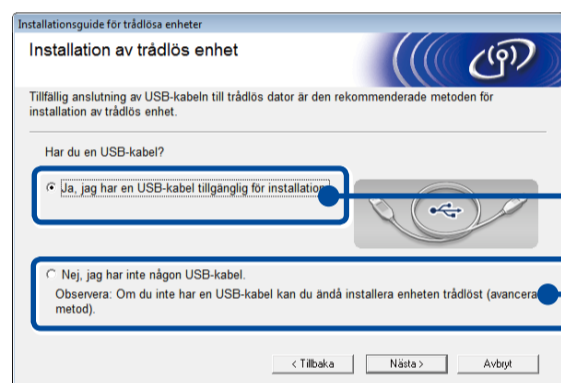 Installationsguide för trådlösa enheter
Installation av trådlös enhet
Tillfällig anslutning av USB-kabeln till trådlös dator är den rekommenderade metoden för
installation av trådlös enhet.
Har du en USB-kabel?
Ja, jag har en USB-kabel tillgänglig för installation
Nej, jag har inte någon USB-kabel.
Observera: Om du inte har en USB-kabel kan du ändå installera enheten trådlöst (avancera
metod).
< Tillbaka Nästa > Avbryt